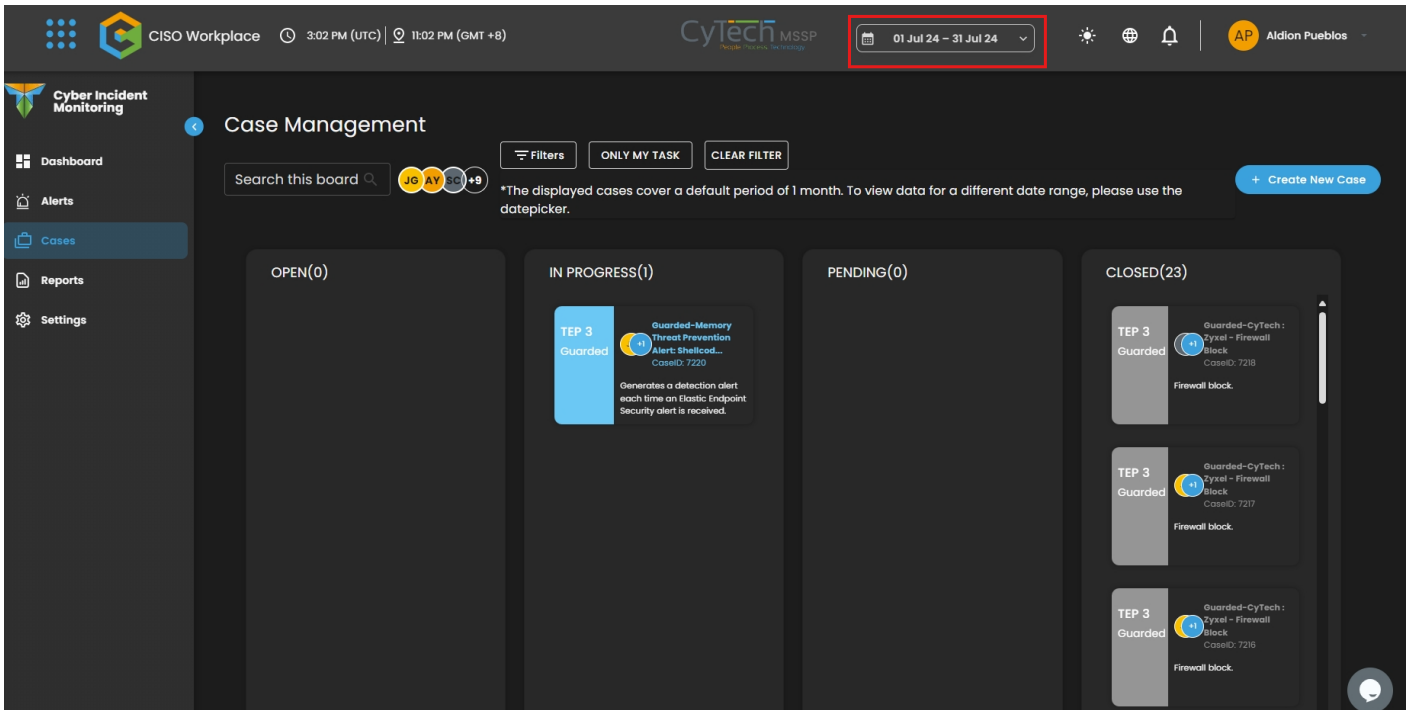 CISO Workplace
3:02 PM (UTC)
11:02 PM (GMT +8)
CyTech MSSP
People. Process. Technology
01 Jul 24 – 31 Jul 24
AP
Aldion Pueblos
Cyber Incident
Monitoring
Dashboard
Alerts
Cases
Reports
Settings
Case Management
Search this board
JG
AY
SC
+9
Filters
ONLY MY TASK
CLEAR FILTER
*The displayed cases cover a default period of 1 month. To view data for a different date range, please use the
datepicker.
+ Create New Case
OPEN(0)
IN PROGRESS(1)
TEP 3
Guarded
+1
Guarded-Memory
Threat Prevention
Alert: Shellcod...
CaseID: 7220
Generates a detection alert
each time an Elastic Endpoint
Security alert is received.
PENDING(0)
CLOSED(23)
TEP 3
Guarded
+1
Guarded-CyTech :
Zyxel - Firewall
Block
CaseID: 7218
Firewall block.
TEP 3
Guarded
+1
Guarded-CyTech :
Zyxel - Firewall
Block
CaseID: 7217
Firewall block.
TEP 3
Guarded
+1
Guarded-CyTech :
Zyxel - Firewall
Block
CaseID: 7216
Firewall block.